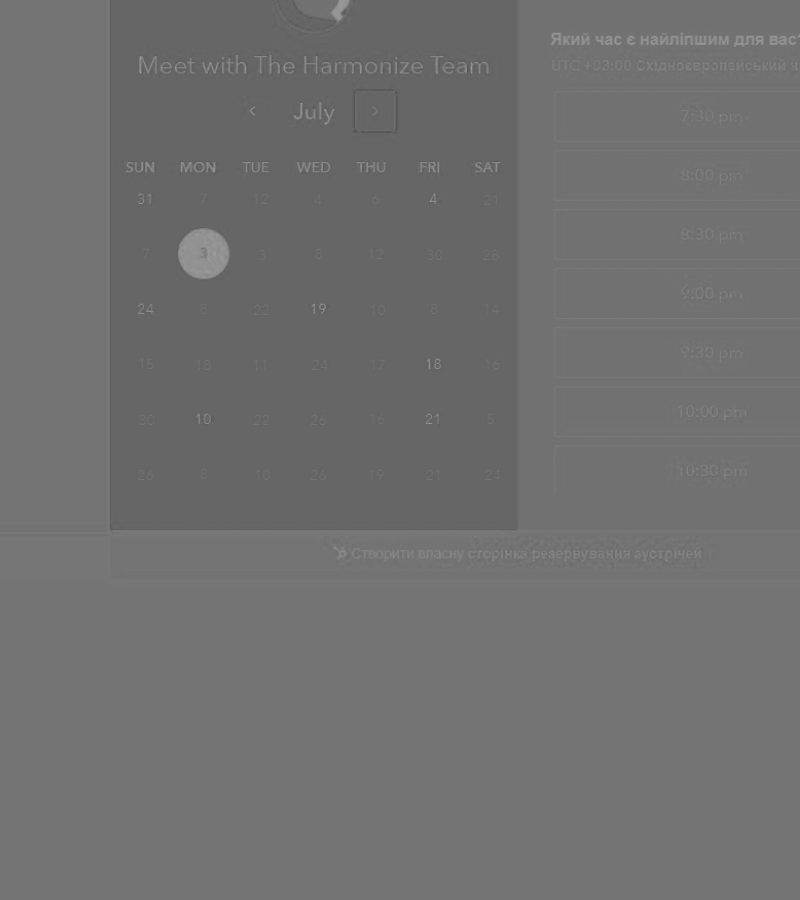 Meet with The Harmonize Team
July
SUN MON TUE WED THU FRI SAT
31 7 12 4 6 4 21
7 3 3 8 12 30 28
24 8 22 19 10 8 14
15 18 11 24 17 18 16
30 10 22 26 16 21 5
26 8 10 26 19 21 24
Який час є найліпшим для вас?
UTC +03:00 Східноєвропейський ч
7:30 pm
8:00 pm
8:30 pm
9:00 pm
9:30 pm
10:00 pm
10:30 pm
Створити власну сторінка резервування зустрічей